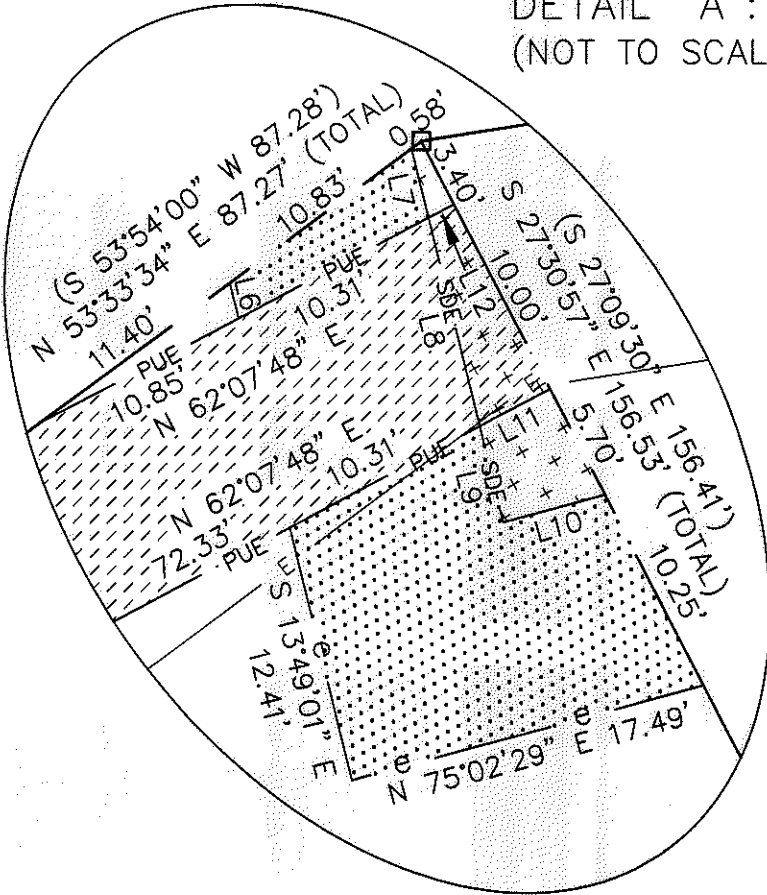 DETAIL "A":
(NOT TO SCAL
(S 53°54'00" W 87.28')
N 53°33'34" E 87.27' (TOTAL)
0.58'
10.83'
11.40'
L7
3.40'
L6
PUE
10.31'
PUE
10.85'
N 62°07'48" E
SDE
L8
L12
10.00'
(S 27°09'30" E 156.41')
S 27°30'57" E 156.53' (TOTAL)
N 62°07'48" E
10.31'
PUE
72.33'
PUE
L11
5.70'
SDE
L9
L10
10.25'
E
S 13°49'01" E
12.41'
e
E
e
e
N 75°02'29" E 17.49'